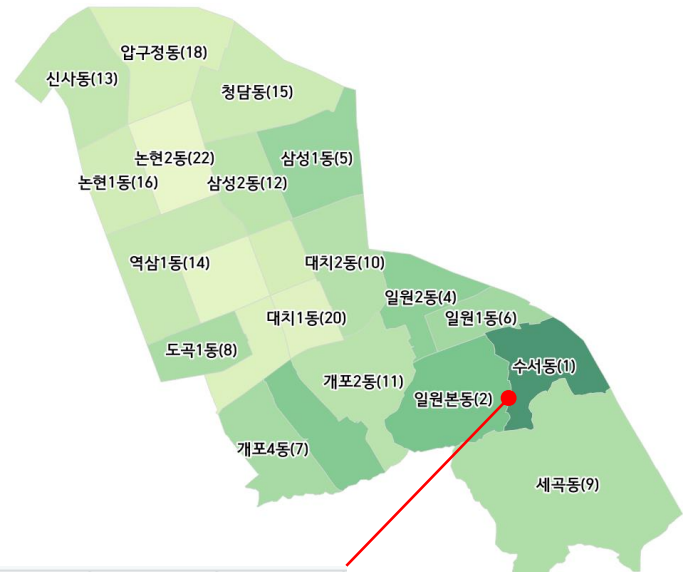 압구정동(18)
신사동(13)
청담동(15)
논현2동(22)
삼성1동(5)
논현1동(16)
삼성2동(12)
역삼1동(14)
대치2동(10)
일원2동(4)
대치1동(20)
일원1동(6)
도곡1동(8)
수서동(1)
개포2동(11)
일원본동(2)
개포4동(7)
세곡동(9)